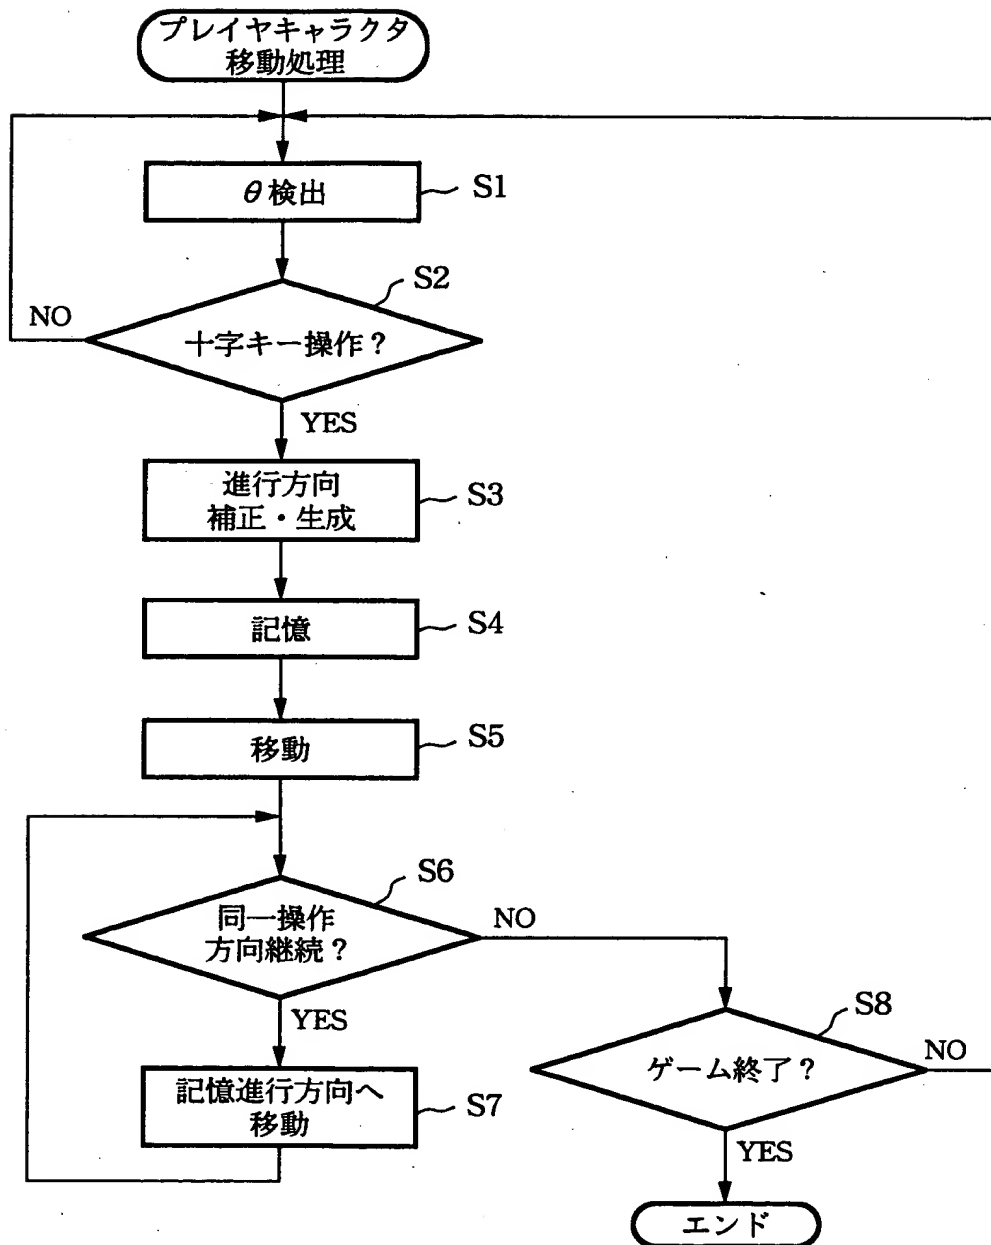 プレイヤキャラクタ
移動処理
θ検出
S1
S2
NO
十字キー操作?
YES
進行方向
補正・生成
S3
記憶
S4
移動
S5
S6
同一操作
方向継続?
NO
YES
記憶進行方向へ
移動
S7
S8
ゲーム終了?
NO
YES
エンド